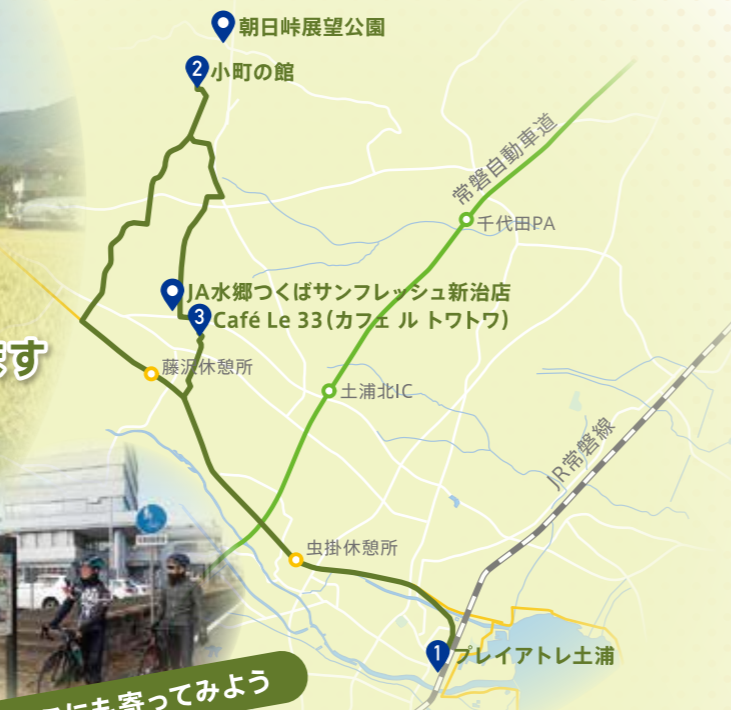 朝日峠展望公園
2 小町の館
常磐自動車道
千代田PA
JA水郷つくばサンフレッシュ新治店
3 Café Le 33（カフェ ル トワトワ）
ます
藤沢休憩所
土浦北IC
JR常磐線
虫掛休憩所
1 プレイアトレ土浦
にも寄ってみよう